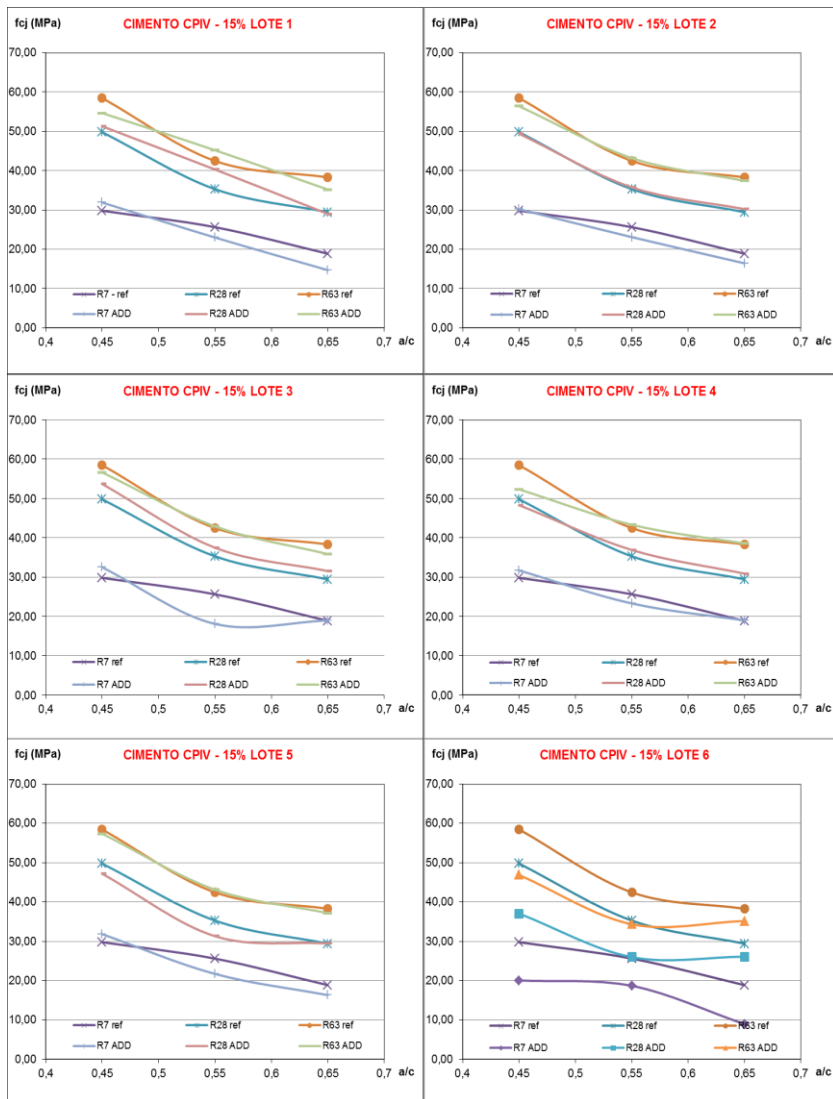 fcj (MPa) CIMENTO CPIV - 15% LOTE 1
70,00
60,00
50,00
40,00
30,00
20,00
10,00
R7 - ref R28 ref R63 ref
R7 ADD R28 ADD R63 ADD
0,00
0,4 0,45 0,5 0,55 0,6 0,65 0,7 a/c
fcj (MPa) CIMENTO CPIV - 15% LOTE 2
70,00
60,00
50,00
40,00
30,00
20,00
10,00
R7 ref R28 ref R63 ref
R7 ADD R28 ADD R63 ADD
0,00
0,4 0,45 0,5 0,55 0,6 0,65 0,7 a/c
fcj (MPa) CIMENTO CPIV - 15% LOTE 3
70,00
60,00
50,00
40,00
30,00
20,00
10,00
R7 ref R28 ref R63 ref
R7 ADD R28 ADD R63 ADD
0,00
0,4 0,45 0,5 0,55 0,6 0,65 0,7 a/c
fcj (MPa) CIMENTO CPIV - 15% LOTE 4
70,00
60,00
50,00
40,00
30,00
20,00
10,00
R7 ref R28 ref R63 ref
R7 ADD R28 ADD R63 ADD
0,00
0,4 0,45 0,5 0,55 0,6 0,65 0,7 a/c
fcj (MPa) CIMENTO CPIV - 15% LOTE 5
70,00
60,00
50,00
40,00
30,00
20,00
10,00
R7 ref R28 ref R63 ref
R7 ADD R28 ADD R63 ADD
0,00
0,4 0,45 0,5 0,55 0,6 0,65 0,7 a/c
fcj (MPa) CIMENTO CPIV - 15% LOTE 6
70,00
60,00
50,00
40,00
30,00
20,00
10,00
R7 ref R28 ref R63 ref
R7 ADD R28 ADD R63 ADD
0,00
0,4 0,45 0,5 0,55 0,6 0,65 0,7 a/c